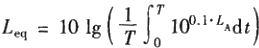 L_eq = 10 lg ( 1/T ∫_0^T 10^{0.1·L_A} dt )